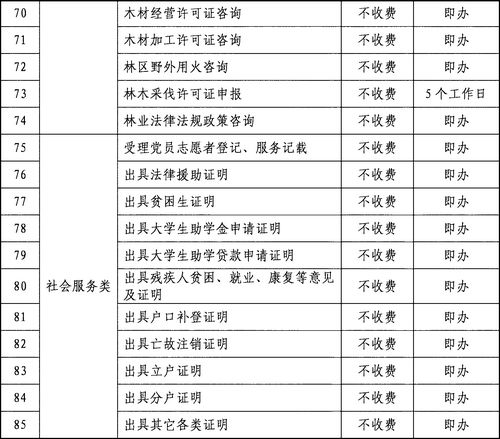 70 木材经营许可证咨询 不收费 即办
71 木材加工许可证咨询 不收费 即办
72 林区野外用火咨询 不收费 即办
73 林木采伐许可证申报 不收费 5个工作日
74 林业法律法规政策咨询 不收费 即办
75 受理党员志愿者登记、服务记载 不收费 即办
76 出具法律援助证明 不收费 即办
77 出具贫困生证明 不收费 即办
78 出具大学生助学金申请证明 不收费 即办
79 出具大学生助学贷款申请证明 不收费 即办
80 社会服务类 出具残疾人贫困、就业、康复等意见 不收费 即办
及证明
81 出具户口补登证明 不收费 即办
82 出具亡故注销证明 不收费 即办
83 出具立户证明 不收费 即办
84 出具分户证明 不收费 即办
85 出具其它各类证明 不收费 即办